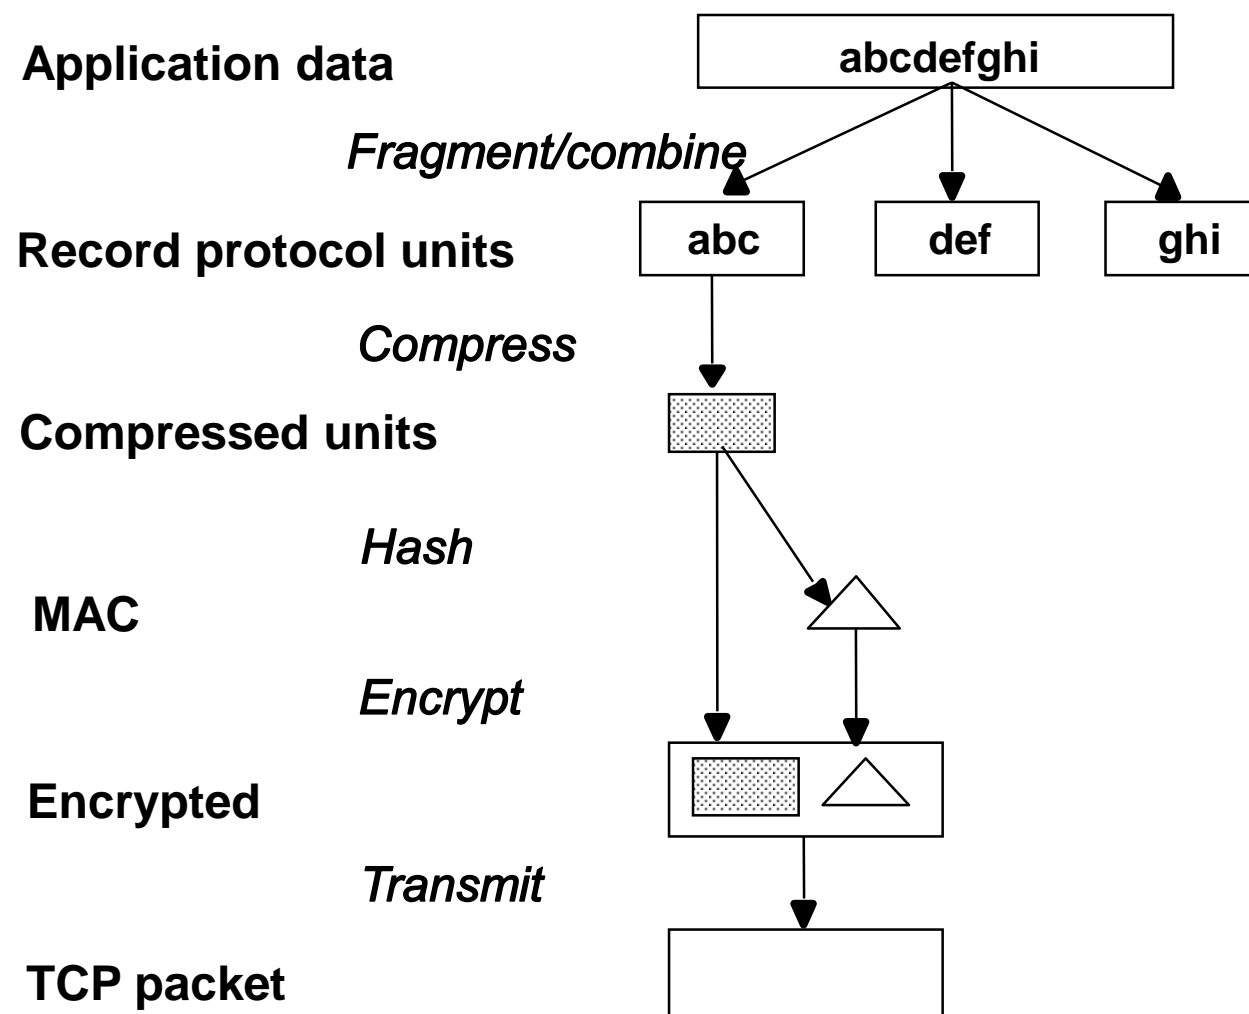 Application data
abcdefghi
Fragment/combine
Record protocol units
abc
def
ghi
Compress
Compressed units
Hash
MAC
Encrypt
Encrypted
Transmit
TCP packet